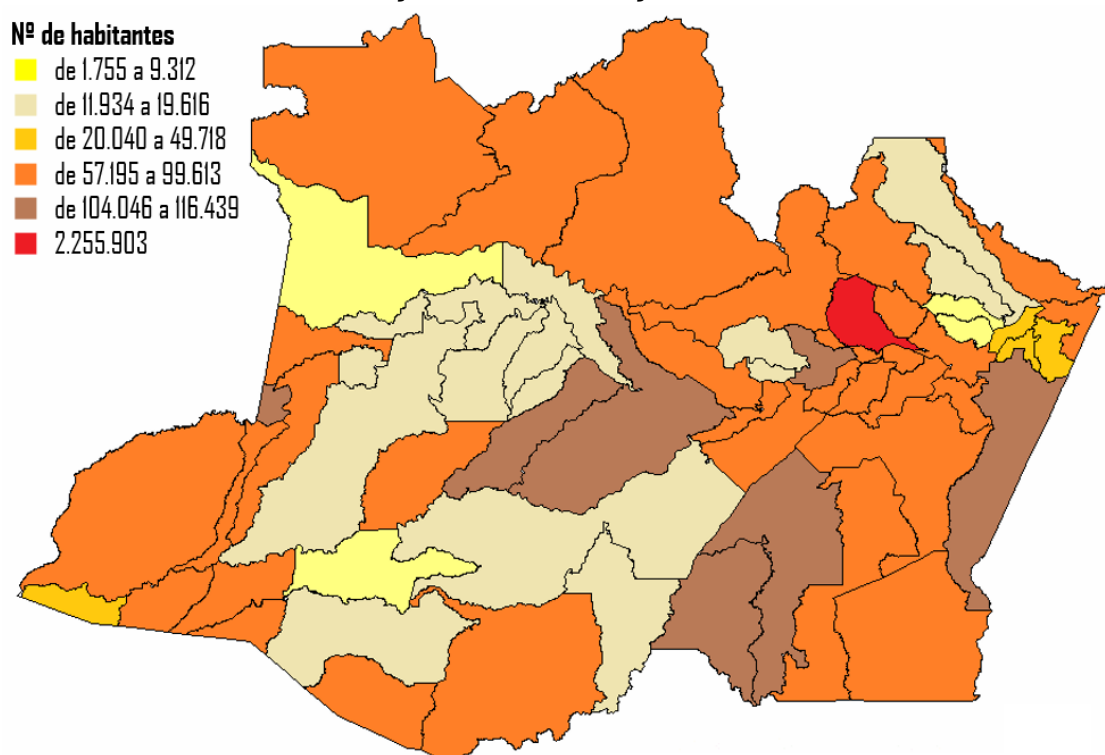 Nº de habitantes
de 1.755 a 9.312
de 11.934 a 19.616
de 20.040 a 49.718
de 57.195 a 99.613
de 104.046 a 116.439
2.255.903